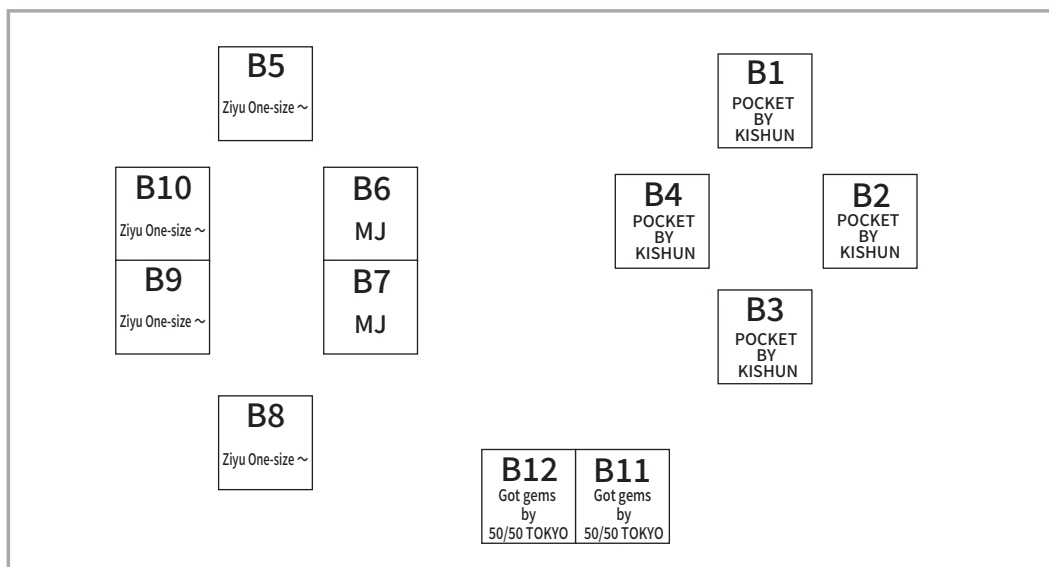 B5
Ziyu One-size～
B1
POCKET
BY
KISHUN
B10
Ziyu One-size～
B6
MJ
B4
POCKET
BY
KISHUN
B2
POCKET
BY
KISHUN
B9
Ziyu One-size～
B7
MJ
B3
POCKET
BY
KISHUN
B8
Ziyu One-size～
B12
Got gems
by
50/50 TOKYO
B11
Got gems
by
50/50 TOKYO